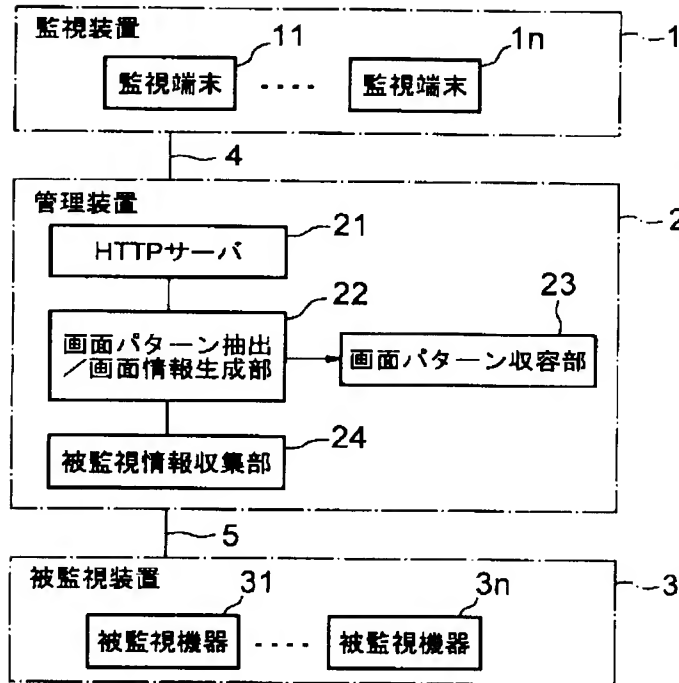 監視装置
1
11
1n
監視端末
・・・・
監視端末
4
管理装置
2
21
HTTPサーバ
22
23
画面パターン抽出
／画面情報生成部
画面パターン収容部
24
被監視情報収集部
5
被監視装置
3
31
3n
被監視機器
・・・・
被監視機器